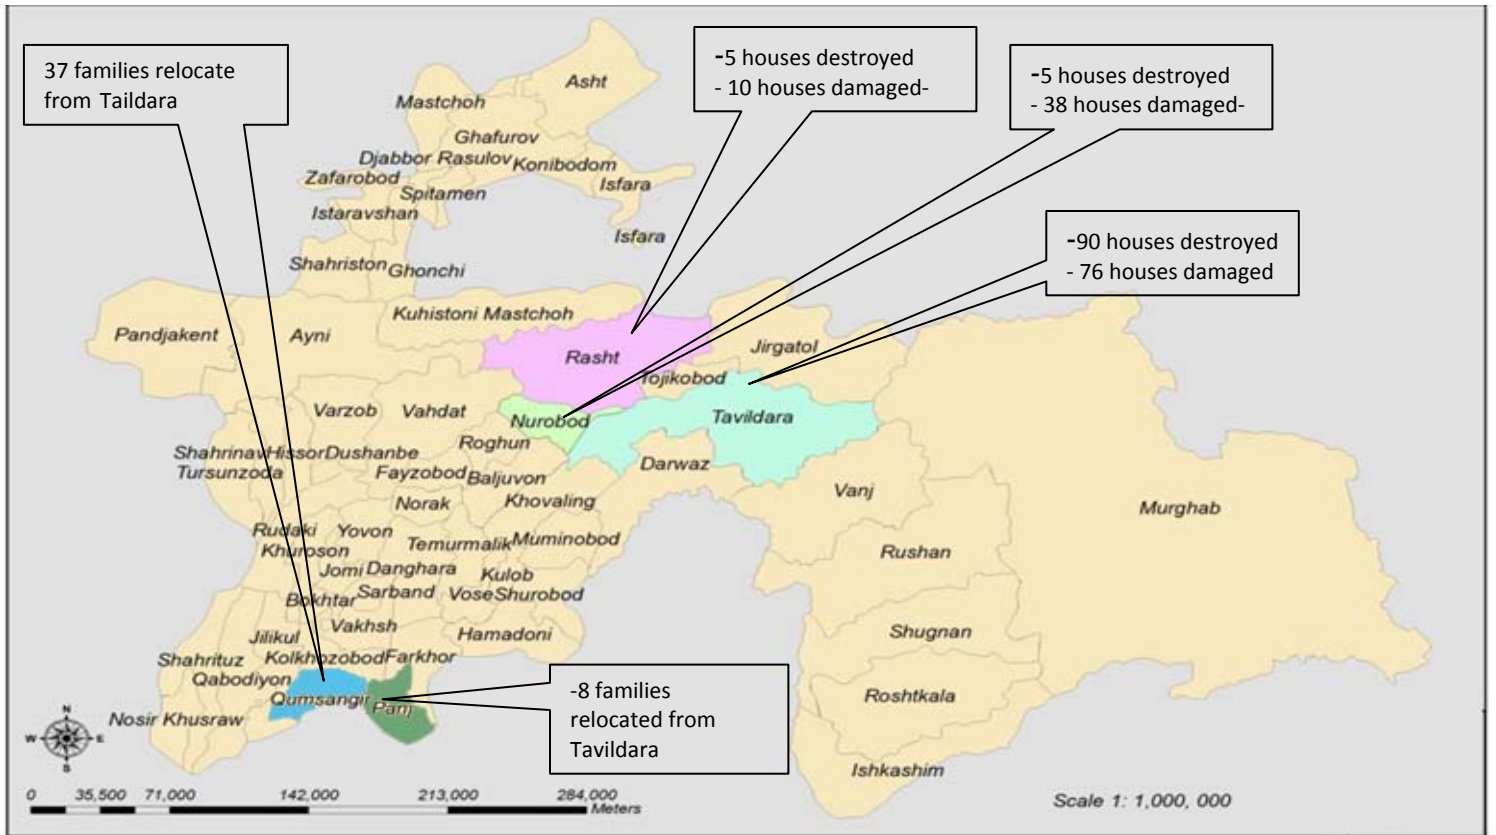 37 families relocate
from Taildara
-5 houses destroyed
- 10 houses damaged-
-5 houses destroyed
- 38 houses damaged-
-90 houses destroyed
- 76 houses damaged
Asht
Mastchoh
Ghafurov
Djabbor Rasulov
Konibodom
Zafarobod
Spitamen
Isfara
Istaravshan
Isfara
Shahriston
Ghonchi
Kuhistoni Mastchoh
Pandjakent
Ayni
Rasht
Jirgatol
Tojikobod
Varzob
Vahdat
Nurobod
Tavildara
Roghun
Shahrinav
Hissor
Dushanbe
Tursunzoda
Fayzobod
Baljuvon
Darwaz
Vanj
Norak
Khovaling
Murghab
Rudaki
Yovon
Khuroson
Temurmalik
Muminobod
Rushan
Jomi
Danghara
Kulob
Bokhtar
Sarband
Vose
Shurobod
Jilikul
Vakhsh
Hamadoni
Shugnan
Shahrituz
Kolkhozobod
Farkhor
Qabodiyon
Qumsangir
Panj
Roshtkala
Nosir Khusraw
Ishkashim
-8 families
relocated from
Tavildara
N
W E
S
0 35,500 71,000 142,000 213,000 284,000
Meters
Scale 1: 1,000, 000